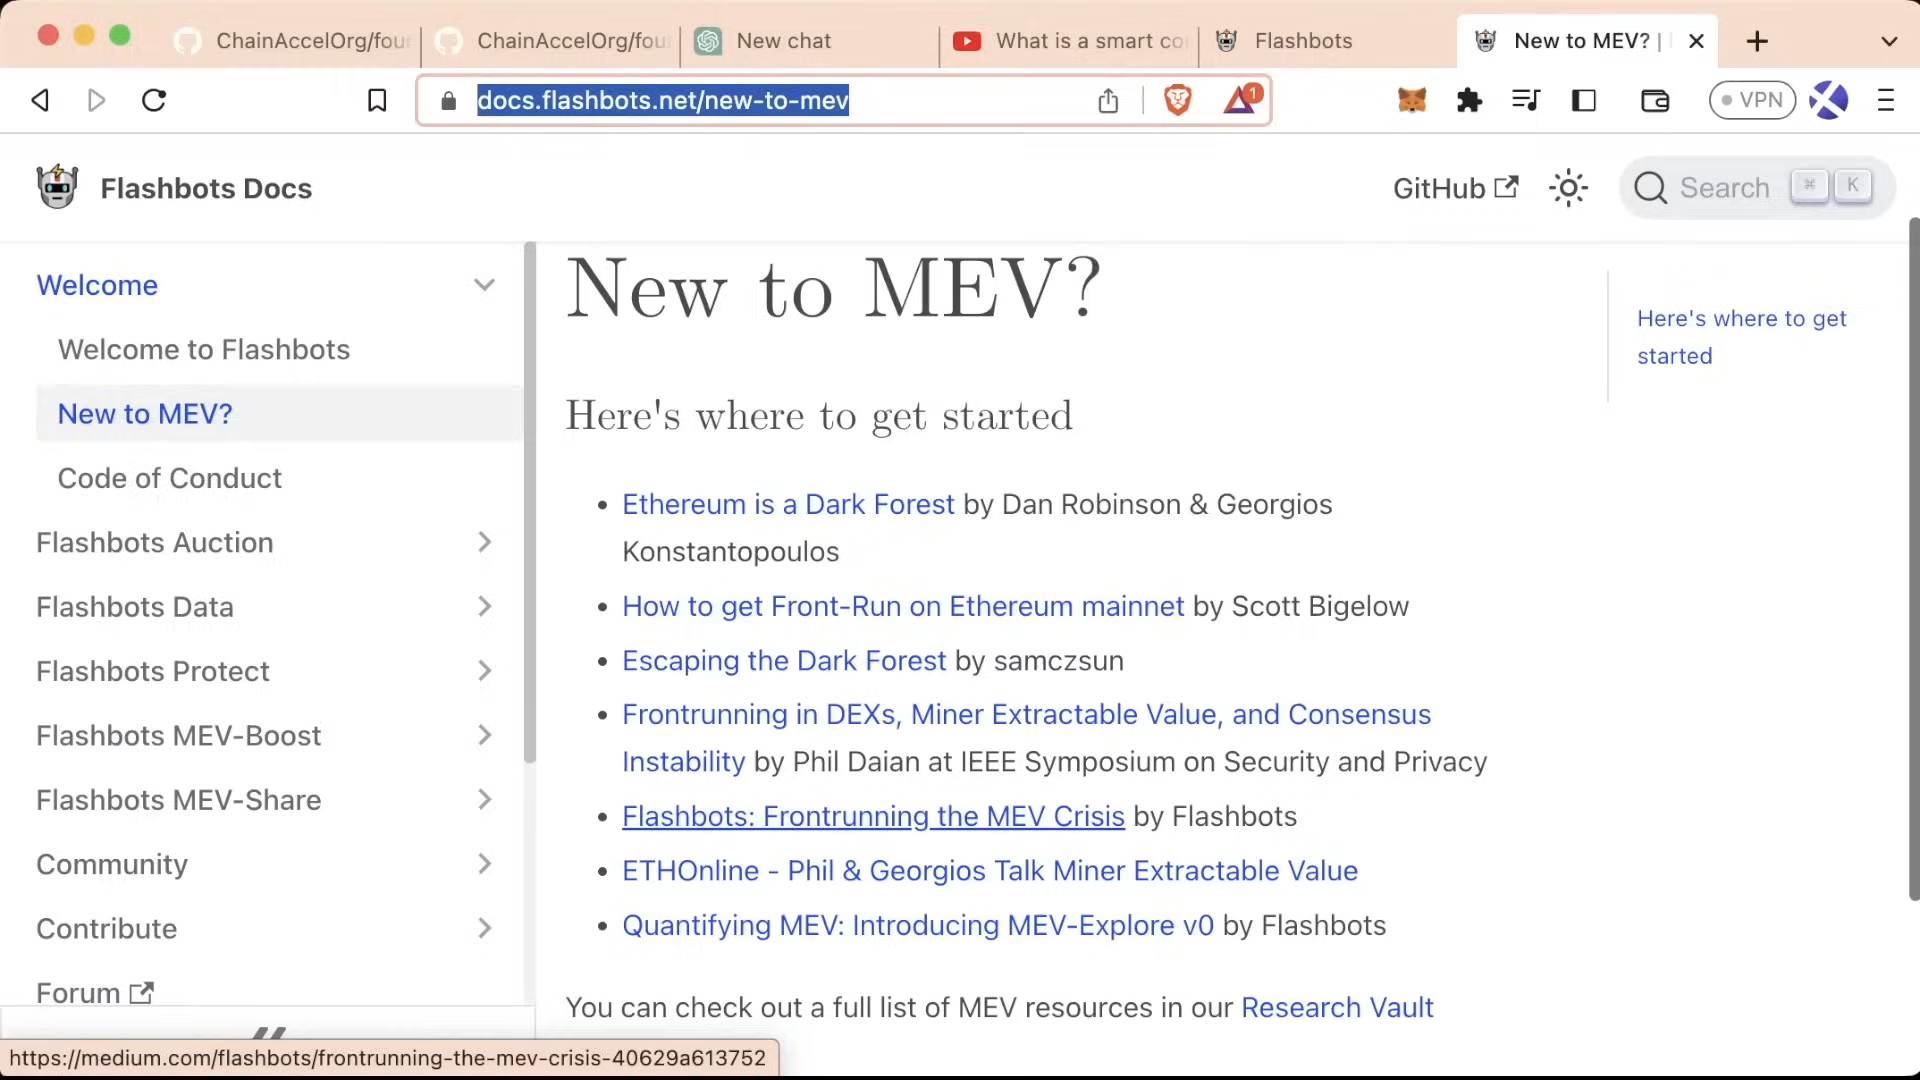 ChainAccelOrg/four
ChainAccelOrg/four
New chat
What is a smart co
Flashbots
New to MEV? |
docs.flashbots.net/new-to-mev
1
VPN
Flashbots Docs
GitHub
Search
⌘ K
Welcome
Welcome to Flashbots
New to MEV?
Code of Conduct
Flashbots Auction
Flashbots Data
Flashbots Protect
Flashbots MEV-Boost
Flashbots MEV-Share
Community
Contribute
Forum
New to MEV?
Here's where to get started
Ethereum is a Dark Forest by Dan Robinson & Georgios
Konstantopoulos
How to get Front-Run on Ethereum mainnet by Scott Bigelow
Escaping the Dark Forest by samczsun
Frontrunning in DEXs, Miner Extractable Value, and Consensus
Instability by Phil Daian at IEEE Symposium on Security and Privacy
Flashbots: Frontrunning the MEV Crisis by Flashbots
ETHOnline - Phil & Georgios Talk Miner Extractable Value
Quantifying MEV: Introducing MEV-Explore v0 by Flashbots
You can check out a full list of MEV resources in our Research Vault
Here's where to get
started
https://medium.com/flashbots/frontrunning-the-mev-crisis-40629a613752